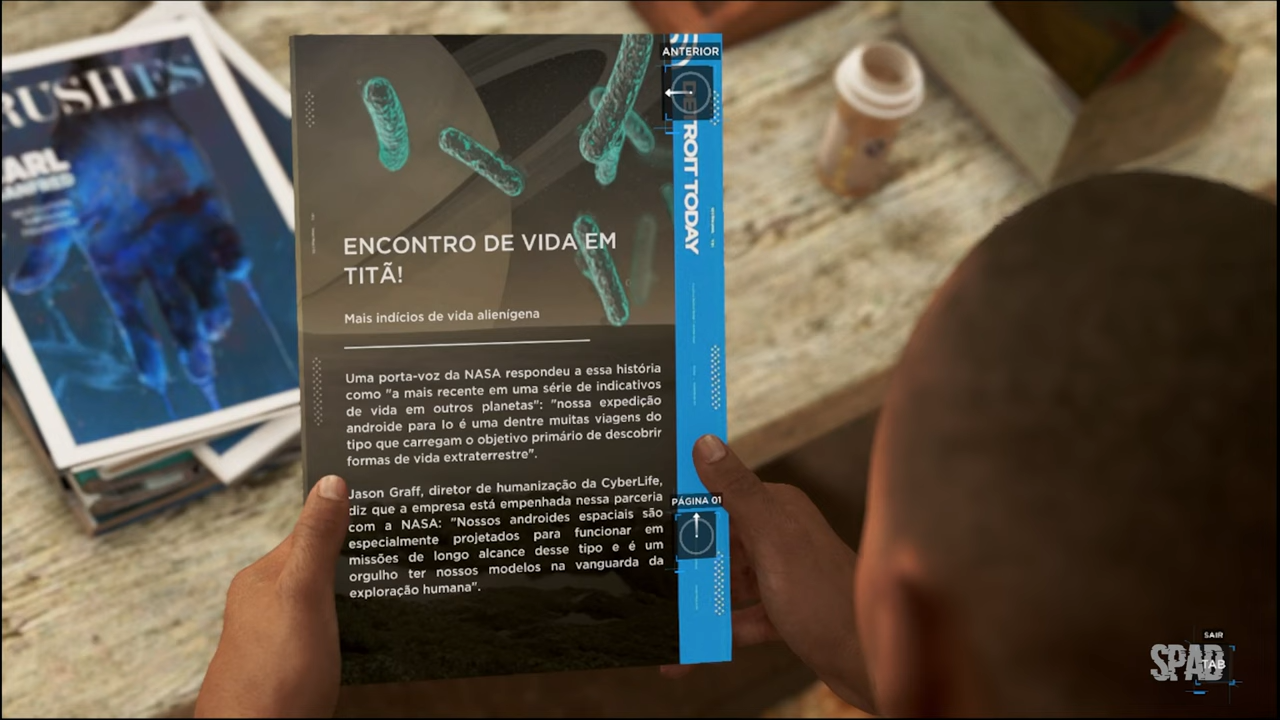 RUSHES
ARL
ANFRED
ANTERIOR
DETROIT TODAY
ENCONTRO DE VIDA EM
TITÃ!
Mais indícios de vida alienígena
Uma porta-voz da NASA respondeu a essa história
como "a mais recente em uma série de indicativos
de vida em outros planetas": "nossa expedição
androide para Io é uma dentre muitas viagens do
tipo que carregam o objetivo primário de descobrir
formas de vida extraterrestre".
Jason Graff, diretor de humanização da CyberLife,
diz que a empresa está empenhada nessa parceria
com a NASA: "Nossos androides espaciais são
especialmente projetados para funcionar em
missões de longo alcance desse tipo e é um
orgulho ter nossos modelos na vanguarda da
exploração humana".
PÁGINA 01
SAIR
TAB
SPAD